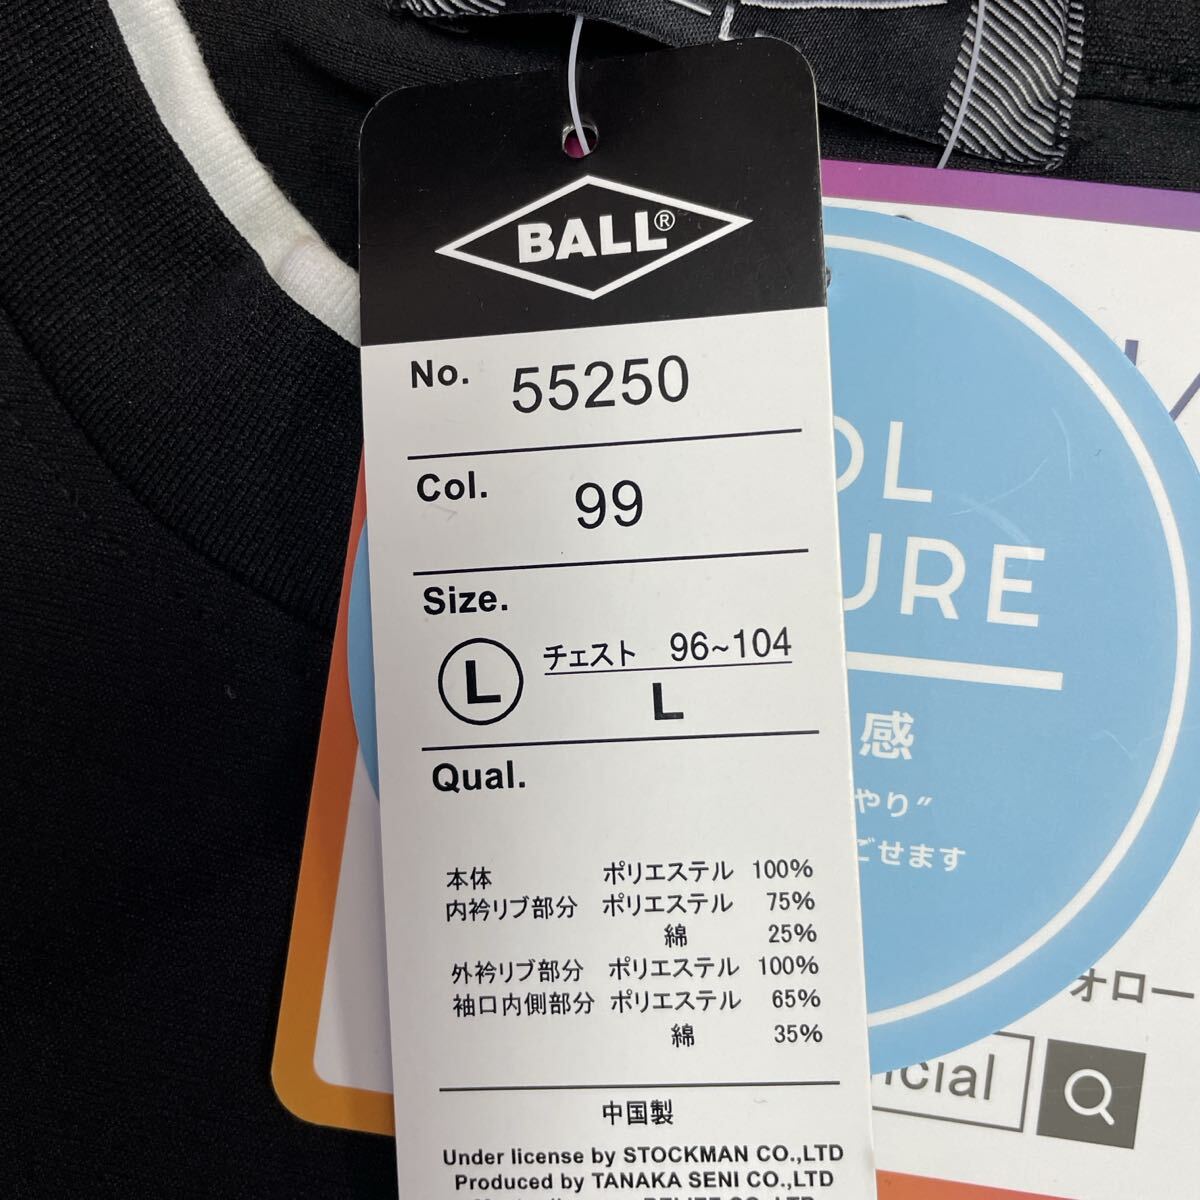 BALL®
No. 55250
Col. 99
Size.
L チェスト 96~104
L
Qual.
本体 ポリエステル 100%
内衿リブ部分 ポリエステル 75%
綿 25%
外衿リブ部分 ポリエステル 100%
袖口内側部分 ポリエステル 65%
綿 35%
中国製
Under license by STOCKMAN CO.,LTD
Produced by TANAKA SENI CO.,LTD
OL
URE
感
やり”
ごせます
ォロー
icial